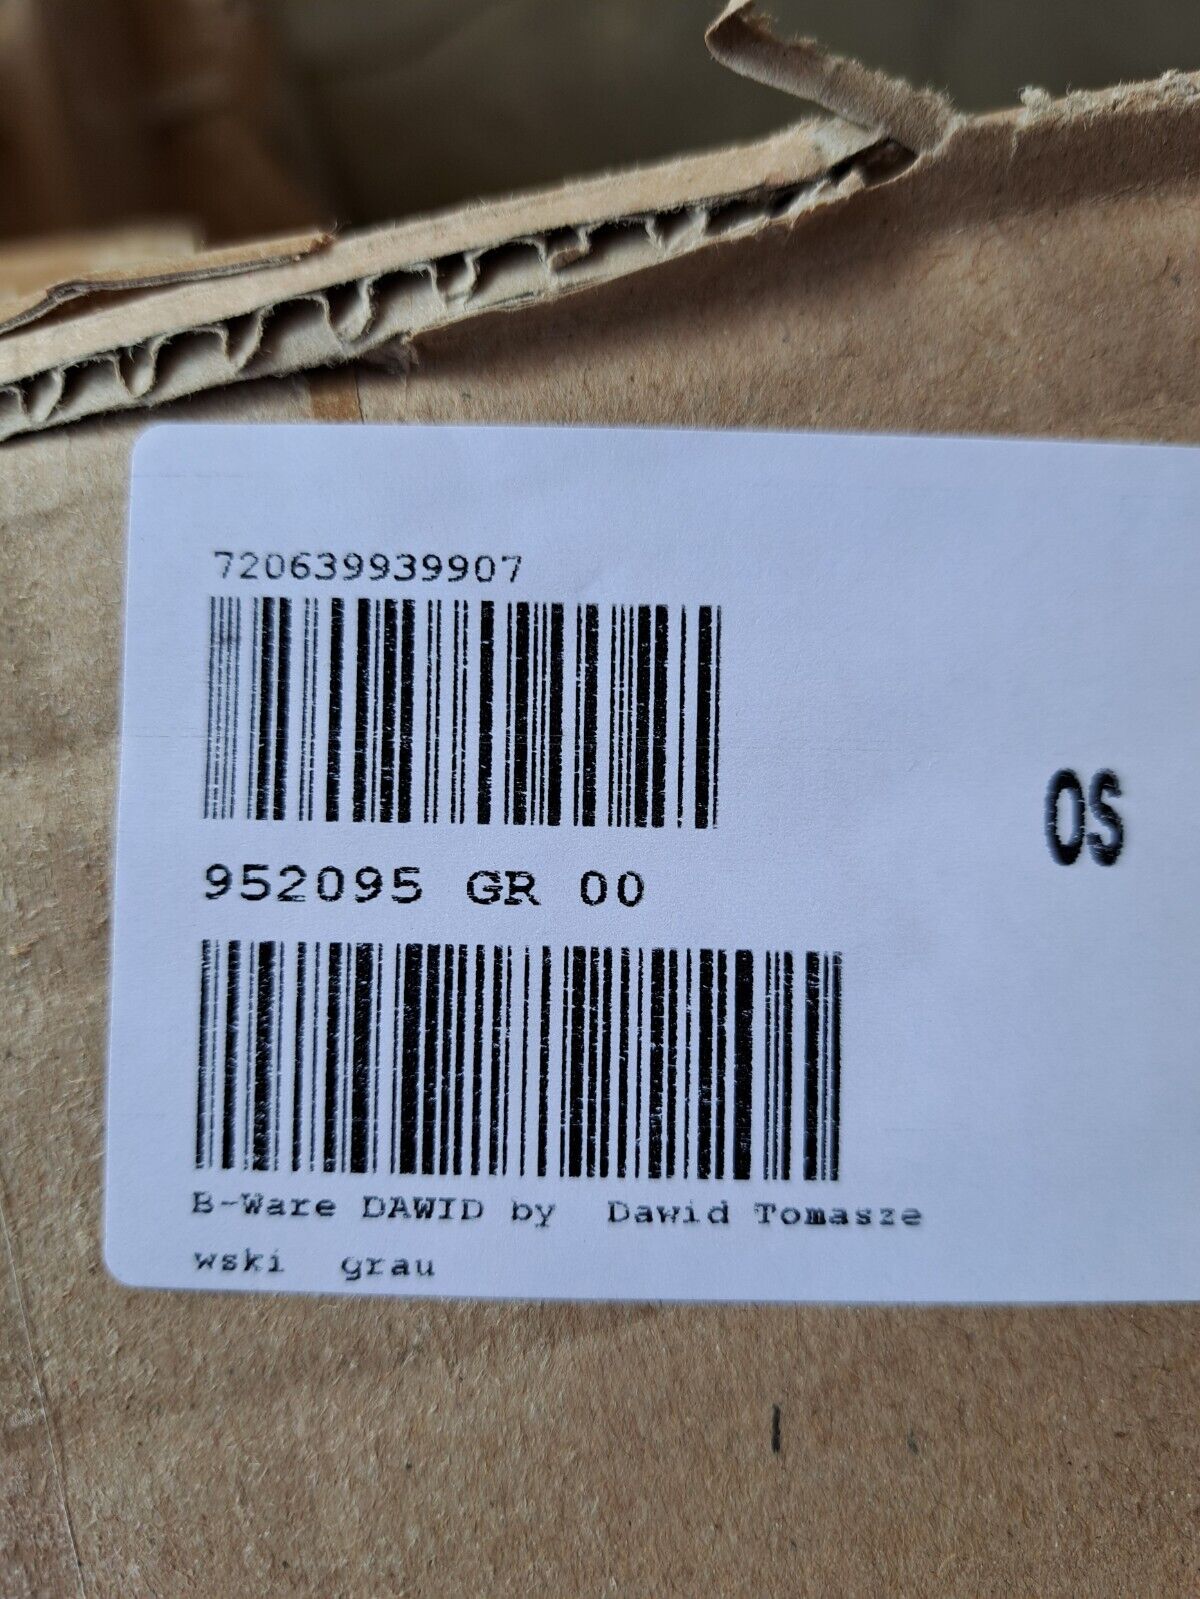 720639939907
952095 GR 00
OS
B-Ware DAWID by Dawid Tomasze
wski grau